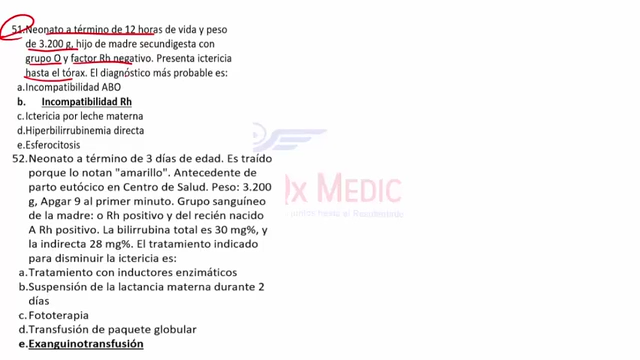 51. Neonato a término de 12 horas de vida y peso
de 3.200 g, hijo de madre secundigesta con
grupo O y factor Rh negativo. Presenta ictericia
hasta el tórax. El diagnóstico más probable es:
a. Incompatibilidad ABO
b. Incompatibilidad Rh
c. Ictericia por leche materna
d. Hiperbilirrubinemia directa
e. Esferocitosis
52. Neonato a término de 3 días de edad. Es traído
porque lo notan "amarillo". Antecedente de
parto eutócico en Centro de Salud. Peso: 3.200
g, Apgar 9 al primer minuto. Grupo sanguíneo
de la madre: o Rh positivo y del recién nacido
A Rh positivo. La bilirrubina total es 30 mg%, y
la indirecta 28 mg%. El tratamiento indicado
para disminuir la ictericia es:
a. Tratamiento con inductores enzimáticos
b. Suspensión de la lactancia materna durante 2
días
c. Fototerapia
d. Transfusión de paquete globular
e. Exanguinotransfusión
x MEDIC